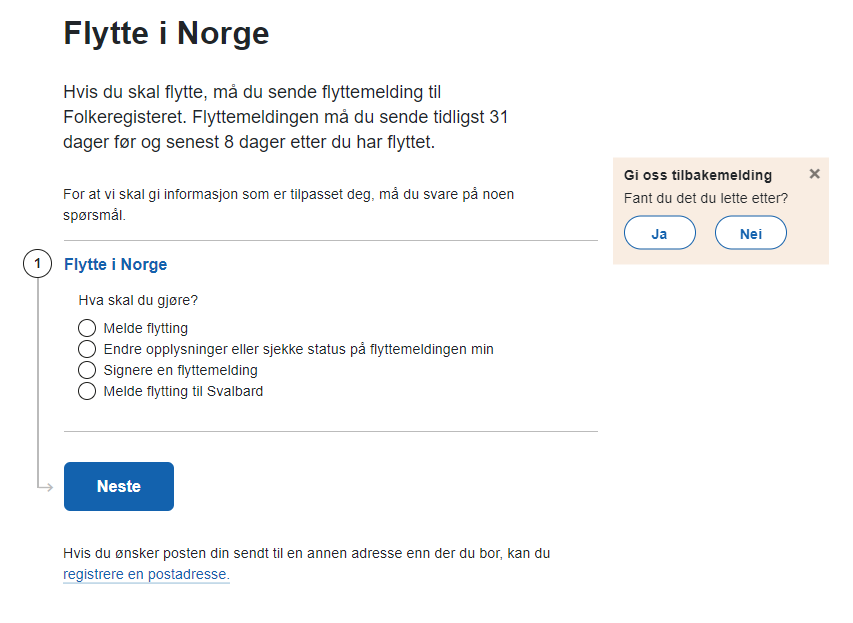 Flytte i Norge
Hvis du skal flytte, må du sende flyttemelding til
Folkeregisteret. Flyttemeldingen må du sende tidligst 31
dager før og senest 8 dager etter du har flyttet.
For at vi skal gi informasjon som er tilpasset deg, må du svare på noen
spørsmål.
Gi oss tilbakemelding ×
Fant du det du lette etter?
Ja Nei
1 Flytte i Norge
Hva skal du gjøre?
Melde flytting
Endre opplysninger eller sjekke status på flyttemeldingen min
Signere en flyttemelding
Melde flytting til Svalbard
Neste
Hvis du ønsker posten din sendt til en annen adresse enn der du bor, kan du
registrere en postadresse.